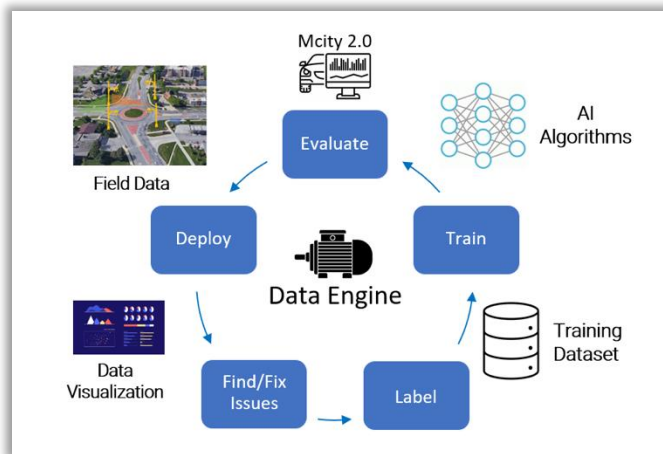 Mcity 2.0
Evaluate
AI
Algorithms
Field Data
Deploy
Train
Data Engine
Data
Visualization
Find/Fix
Issues
Label
Training
Dataset